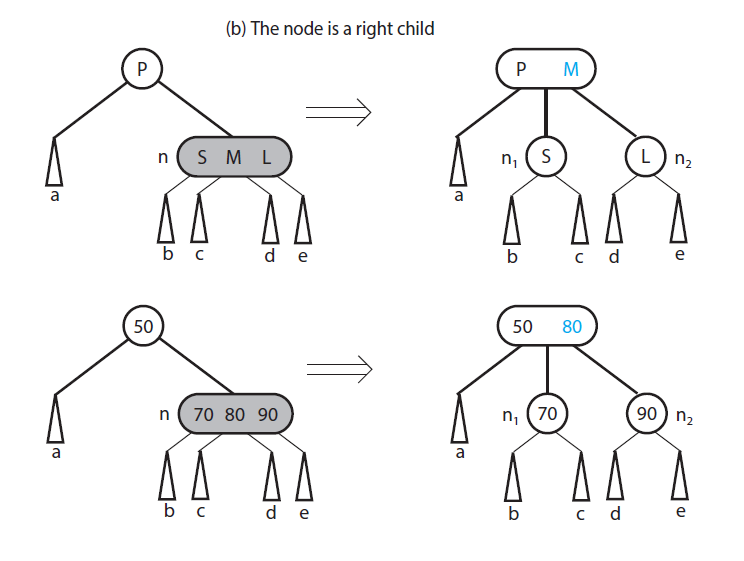 (b) The node is a right child
P
P M
n S M L
n₁ S
L n₂
a
a
b c d e
b c d e
50
50 80
n 70 80 90
n₁ 70
90 n₂
a
a
b c d e
b c d e